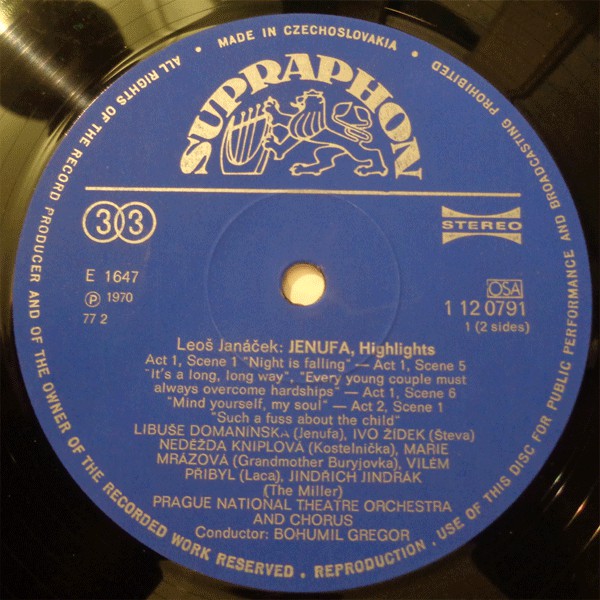 ALL RIGHTS OF THE RECORD PRODUCER AND OF THE OWNER OF THE RECORDED WORK RESERVED . REPRODUCTION . USE OF THIS DISC FOR PUBLIC PERFORMANCE AND BROADCASTING PROHIBITED
• MADE IN CZECHOSLOVAKIA •
SUPRAPHON
33
STEREO
E 1647
℗ 1970
77 2
OSA
1 12 0791
1 (2 sides)
Leoš Janáček: JENUFA, Highlights
Act 1, Scene 1 "Night is falling" — Act 1, Scene 5
"It's a long, long way", "Every young couple must
always overcome hardships" — Act 1, Scene 6
"Mind yourself, my soul" — Act 2, Scene 1
"Such a fuss about the child"
LIBUŠE DOMANÍNSKÁ (Jenufa), IVO ŽÍDEK (Števa)
NEDĚŽDA KNIPLOVÁ (Kostelnička), MARIE
MRÁZOVÁ (Grandmother Buryjovka), VILÉM
PŘIBYL (Laca), JINDŘICH JINDRÁK
(The Miller)
PRAGUE NATIONAL THEATRE ORCHESTRA
AND CHORUS
Conductor: BOHUMIL GREGOR